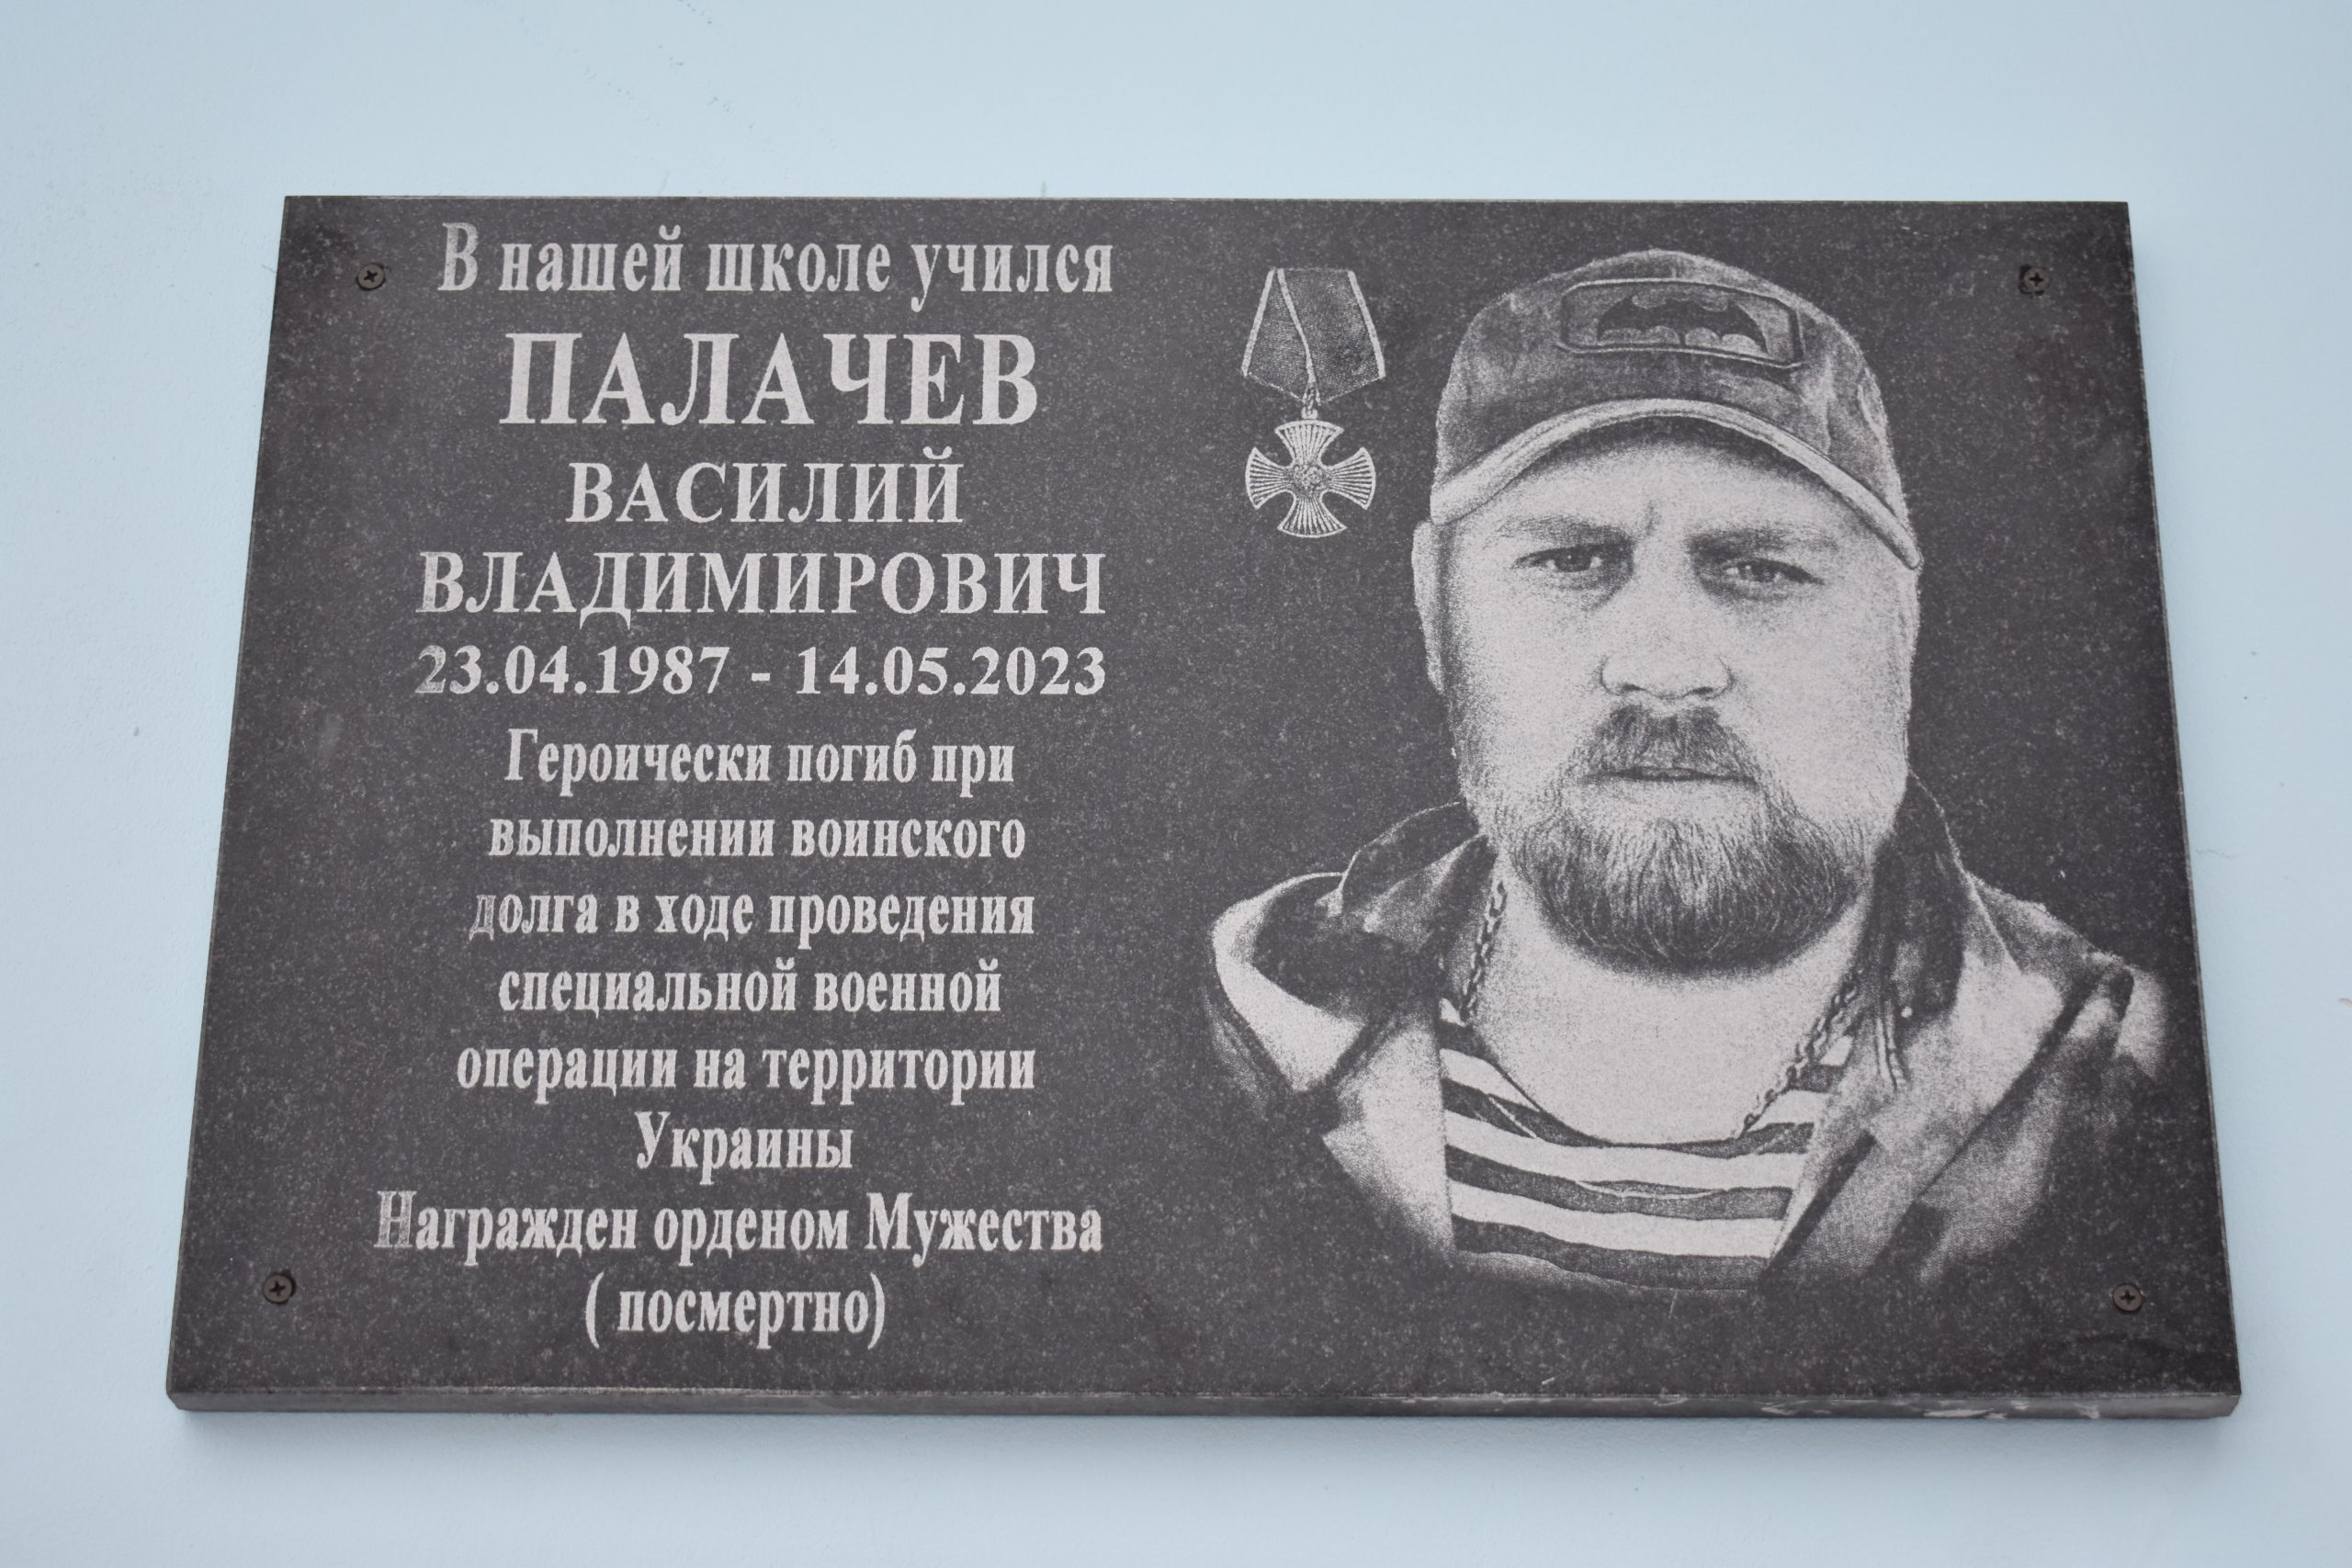 В нашей школе учился
ПАЛАЧЕВ
ВАСИЛИЙ
ВЛАДИМИРОВИЧ
23.04.1987 - 14.05.2023
Героически погиб при
выполнении воинского
долга в ходе проведения
специальной военной
операции на территории
Украины
Награжден орденом Мужества
( посмертно)